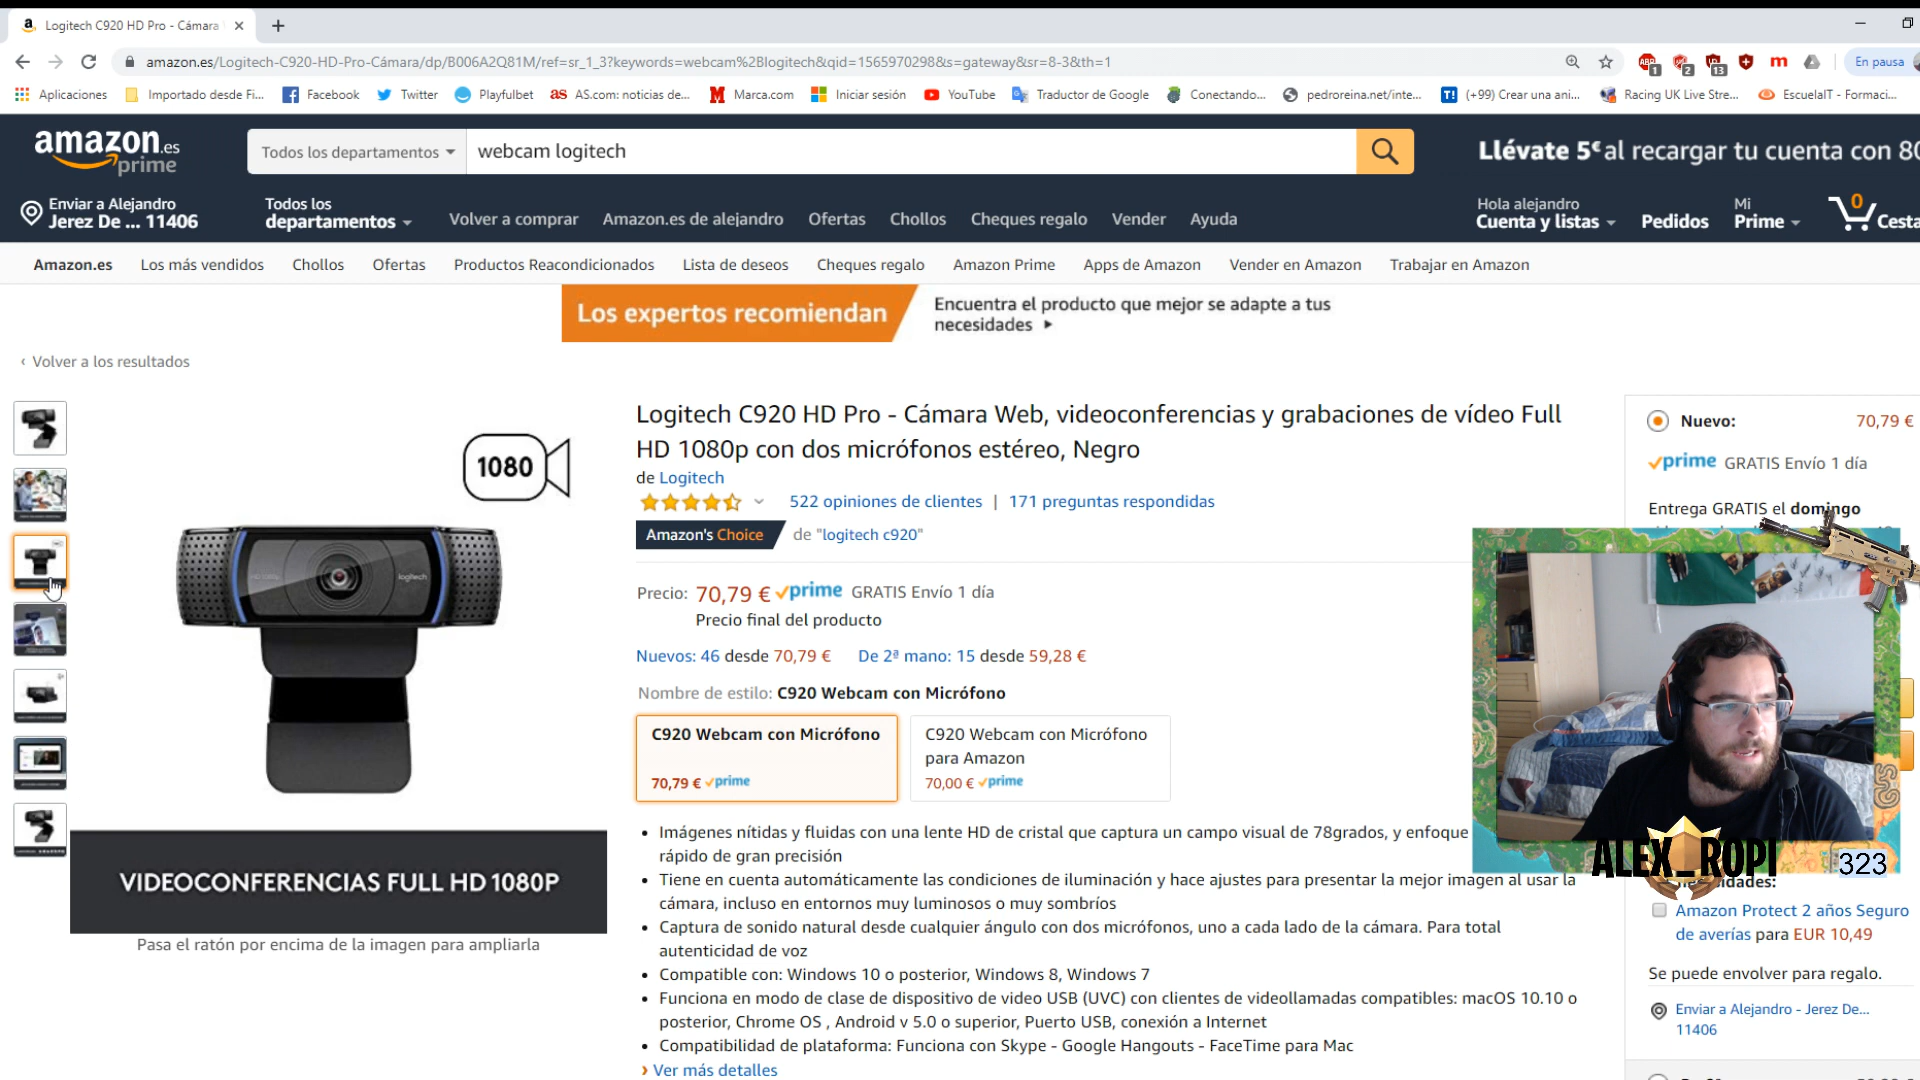 Logitech C920 HD Pro - Cámara
amazon.es/Logitech-C920-HD-Pro-Cámara/dp/B006A2Q81M/ref=sr_1_3?keywords=webcam%2Blogitech&qid=1565970298&s=gateway&sr=8-3&th=1
ABP 1 2 13 m En pausa
Aplicaciones Importado desde Fi... Facebook Twitter Playfulbet as AS.com: noticias de... M Marca.com Iniciar sesión YouTube Traductor de Google Conectando... pedroreina.net/inte... T! (+99) Crear una ani... Racing UK Live Stre... EscuelaIT - Formaci...
amazon.es
prime
Todos los departamentos
webcam logitech
Llévate 5€ al recargar tu cuenta con 80
Enviar a Alejandro
Jerez De ... 11406
Todos los
departamentos
Volver a comprar Amazon.es de alejandro Ofertas Chollos Cheques regalo Vender Ayuda
Hola alejandro
Cuenta y listas
Pedidos
Mi
Prime
0
Cesta
Amazon.es Los más vendidos Chollos Ofertas Productos Reacondicionados Lista de deseos Cheques regalo Amazon Prime Apps de Amazon Vender en Amazon Trabajar en Amazon
Los expertos recomiendan
Encuentra el producto que mejor se adapte a tus
necesidades ▸
‹ Volver a los resultados
1080
logitech
VIDEOCONFERENCIAS FULL HD 1080P
Pasa el ratón por encima de la imagen para ampliarla
Logitech C920 HD Pro - Cámara Web, videoconferencias y grabaciones de vídeo Full
HD 1080p con dos micrófonos estéreo, Negro
de Logitech
522 opiniones de clientes | 171 preguntas respondidas
Amazon's Choice de "logitech c920"
Precio: 70,79 € prime GRATIS Envío 1 día
Precio final del producto
Nuevos: 46 desde 70,79 € De 2ª mano: 15 desde 59,28 €
Nombre de estilo: C920 Webcam con Micrófono
C920 Webcam con Micrófono
70,79 € prime
C920 Webcam con Micrófono
para Amazon
70,00 € prime
• Imágenes nítidas y fluidas con una lente HD de cristal que captura un campo visual de 78grados, y enfoque
rápido de gran precisión
• Tiene en cuenta automáticamente las condiciones de iluminación y hace ajustes para presentar la mejor imagen al usar la
cámara, incluso en entornos muy luminosos o muy sombríos
• Captura de sonido natural desde cualquier ángulo con dos micrófonos, uno a cada lado de la cámara. Para total
autenticidad de voz
• Compatible con: Windows 10 o posterior, Windows 8, Windows 7
• Funciona en modo de clase de dispositivo de video USB (UVC) con clientes de videollamadas compatibles: macOS 10.10 o
posterior, Chrome OS , Android v 5.0 o superior, Puerto USB, conexión a Internet
• Compatibilidad de plataforma: Funciona con Skype - Google Hangouts - FaceTime para Mac
› Ver más detalles
Nuevo: 70,79 €
prime GRATIS Envío 1 día
Entrega GRATIS el domingo
ALEX_ROPI
323
Amazon Protect 2 años Seguro
de averías para EUR 10,49
Se puede envolver para regalo.
Enviar a Alejandro - Jerez De...
11406